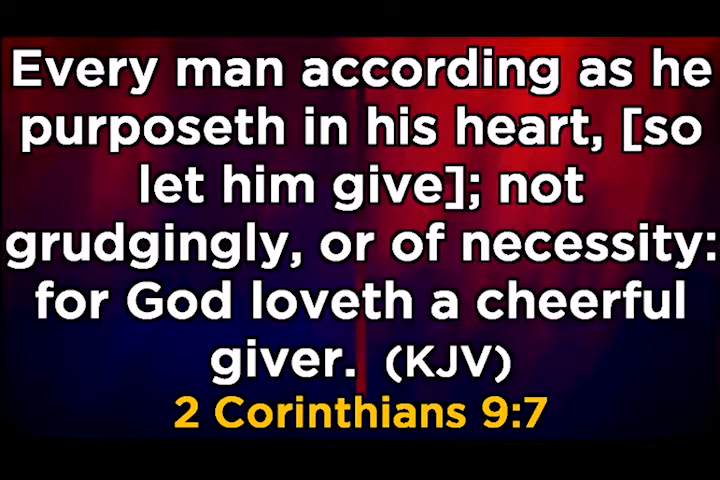 Every man according as he
purposeth in his heart, [so
let him give]; not
grudgingly, or of necessity:
for God loveth a cheerful
giver. (KJV)
2 Corinthians 9:7